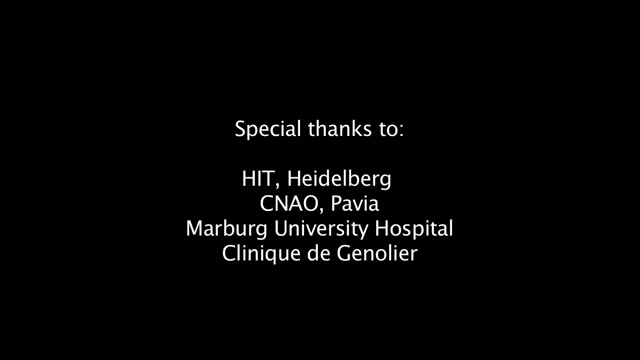 Special thanks to:
HIT, Heidelberg
CNAO, Pavia
Marburg University Hospital
Clinique de Genolier